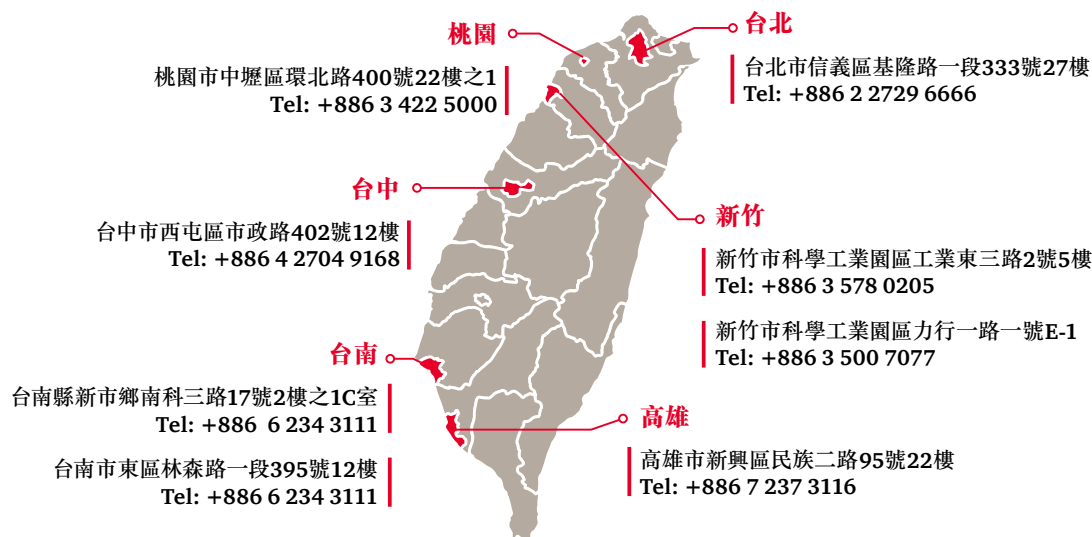 桃園
桃園市中壢區環北路400號22樓之1
Tel: +886 3 422 5000
台北
台北市信義區基隆路一段333號27樓
Tel: +886 2 2729 6666
台中
台中市西屯區市政路402號12樓
Tel: +886 4 2704 9168
新竹
新竹市科學工業園區工業東三路2號5樓
Tel: +886 3 578 0205
新竹市科學工業園區力行一路一號E-1
Tel: +886 3 500 7077
台南
台南縣新市鄉南科三路17號2樓之1C室
Tel: +886 6 234 3111
台南市東區林森路一段395號12樓
Tel: +886 6 234 3111
高雄
高雄市新興區民族二路95號22樓
Tel: +886 7 237 3116